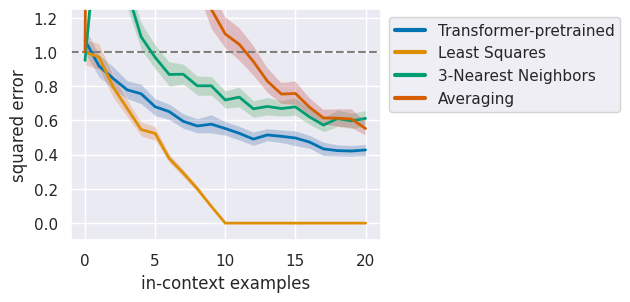 1.2
1.0
0.8
0.6
0.4
0.2
0.0
squared error
0 5 10 15 20
in-context examples
Transformer-pretrained
Least Squares
3-Nearest Neighbors
Averaging